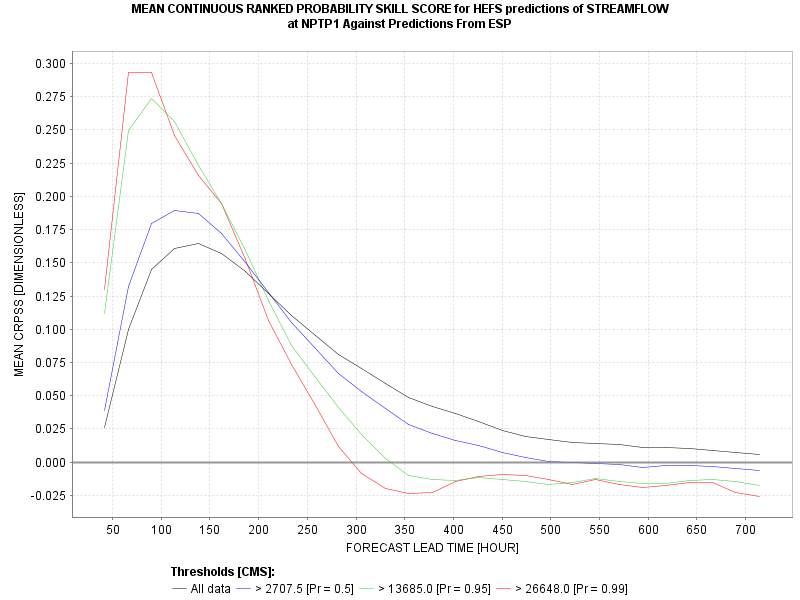 MEAN CONTINUOUS RANKED PROBABILITY SKILL SCORE for HEFS predictions of STREAMFLOW
at NPTP1 Against Predictions From ESP
MEAN CRPSS [DIMENSIONLESS]
0.300
0.275
0.250
0.225
0.200
0.175
0.150
0.125
0.100
0.075
0.050
0.025
0.000
-0.025
50 100 150 200 250 300 350 400 450 500 550 600 650 700
FORECAST LEAD TIME [HOUR]
Thresholds [CMS]:
All data > 2707.5 [Pr = 0.5] > 13685.0 [Pr = 0.95] > 26648.0 [Pr = 0.99]